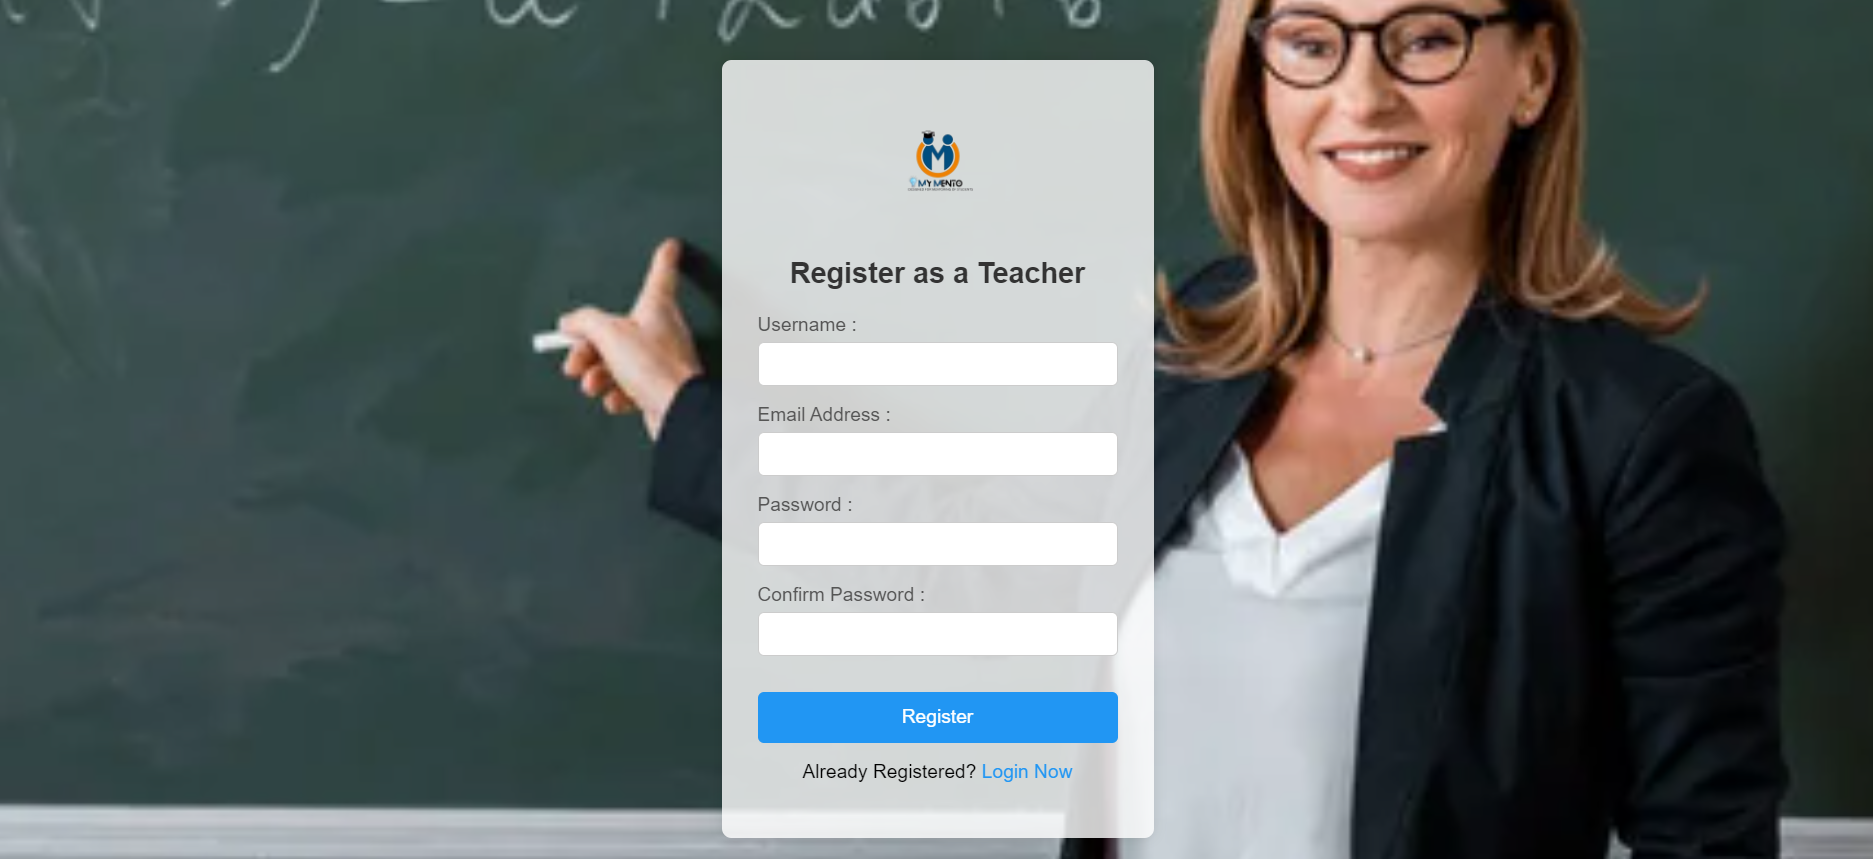 MY MENTO
Register as a Teacher
Username :
Email Address :
Password :
Confirm Password :
Register
Already Registered? Login Now